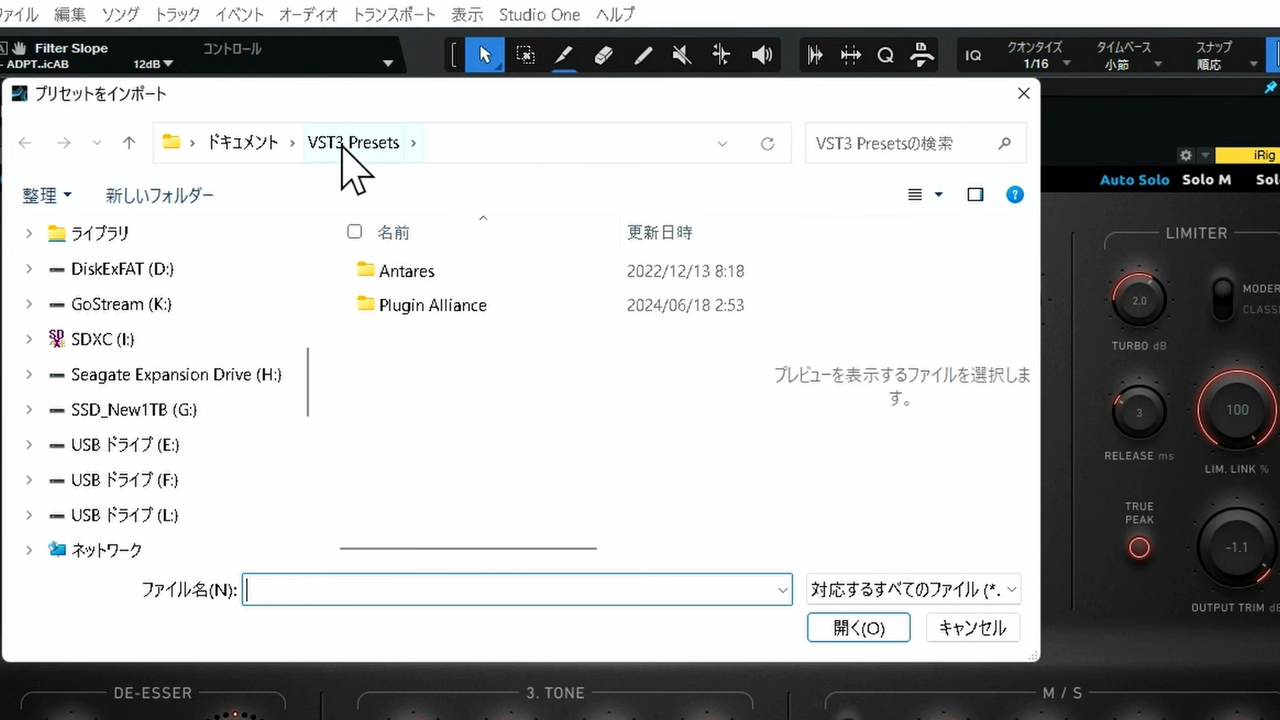 ファイル 編集 ソング トラック イベント オーディオ トランスポート 表示 Studio One ヘルプ
Filter Slope コントロール
ADPT..icAB 12dB
IQ クオンタイズ タイムベース スナップ
1/16 小節 順応
プリセットをインポート
ドキュメント VST3 Presets
VST3 Presetsの検索
iRig
整理 新しいフォルダー
Auto Solo Solo M Sol
ライブラリ
DiskExFAT (D:)
GoStream (K:)
SDXC (I:)
Seagate Expansion Drive (H:)
SSD_New1TB (G:)
USB ドライブ (E:)
USB ドライブ (F:)
USB ドライブ (L:)
ネットワーク
名前 更新日時
Antares 2022/12/13 8:18
Plugin Alliance 2024/06/18 2:53
プレビューを表示するファイルを選択しま
す。
ファイル名(N):
対応するすべてのファイル (*.
開く(O) キャンセル
LIMITER
2.0
MODER
CLASSI
TURBO dB
3
100
RELEASE ms
LIM. LINK %
TRUE
PEAK
-1.1
OUTPUT TRIM dB
DE-ESSER 3. TONE M / S